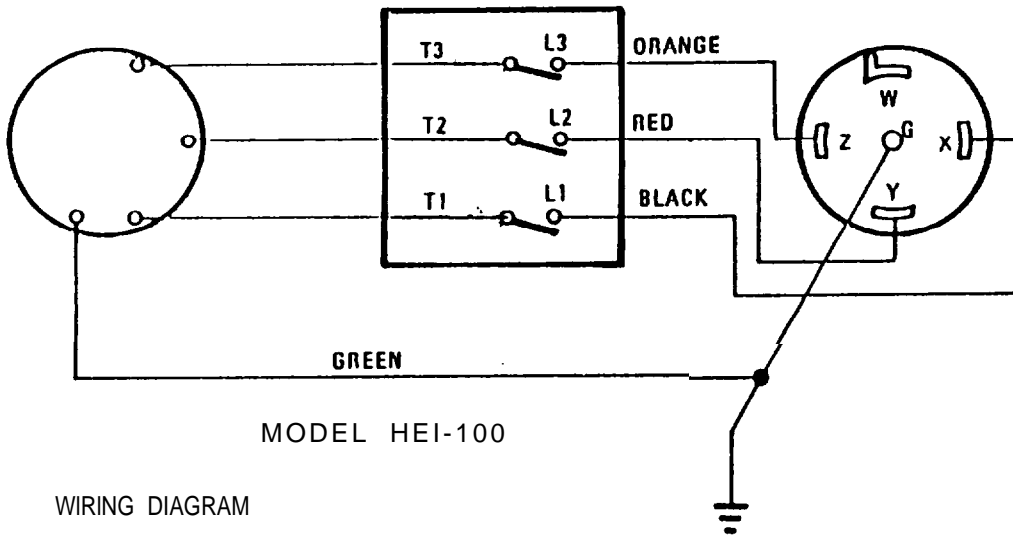 T3 L3 ORANGE
W
T2 L2 RED
Z G X
T1 L1 BLACK
Y
GREEN
MODEL HEI-100
WIRING DIAGRAM